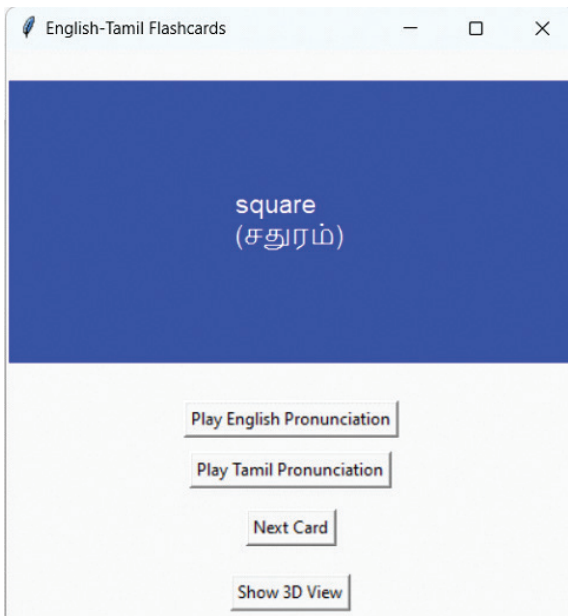 English-Tamil Flashcards
square
(சதுரம்)
Play English Pronunciation
Play Tamil Pronunciation
Next Card
Show 3D View